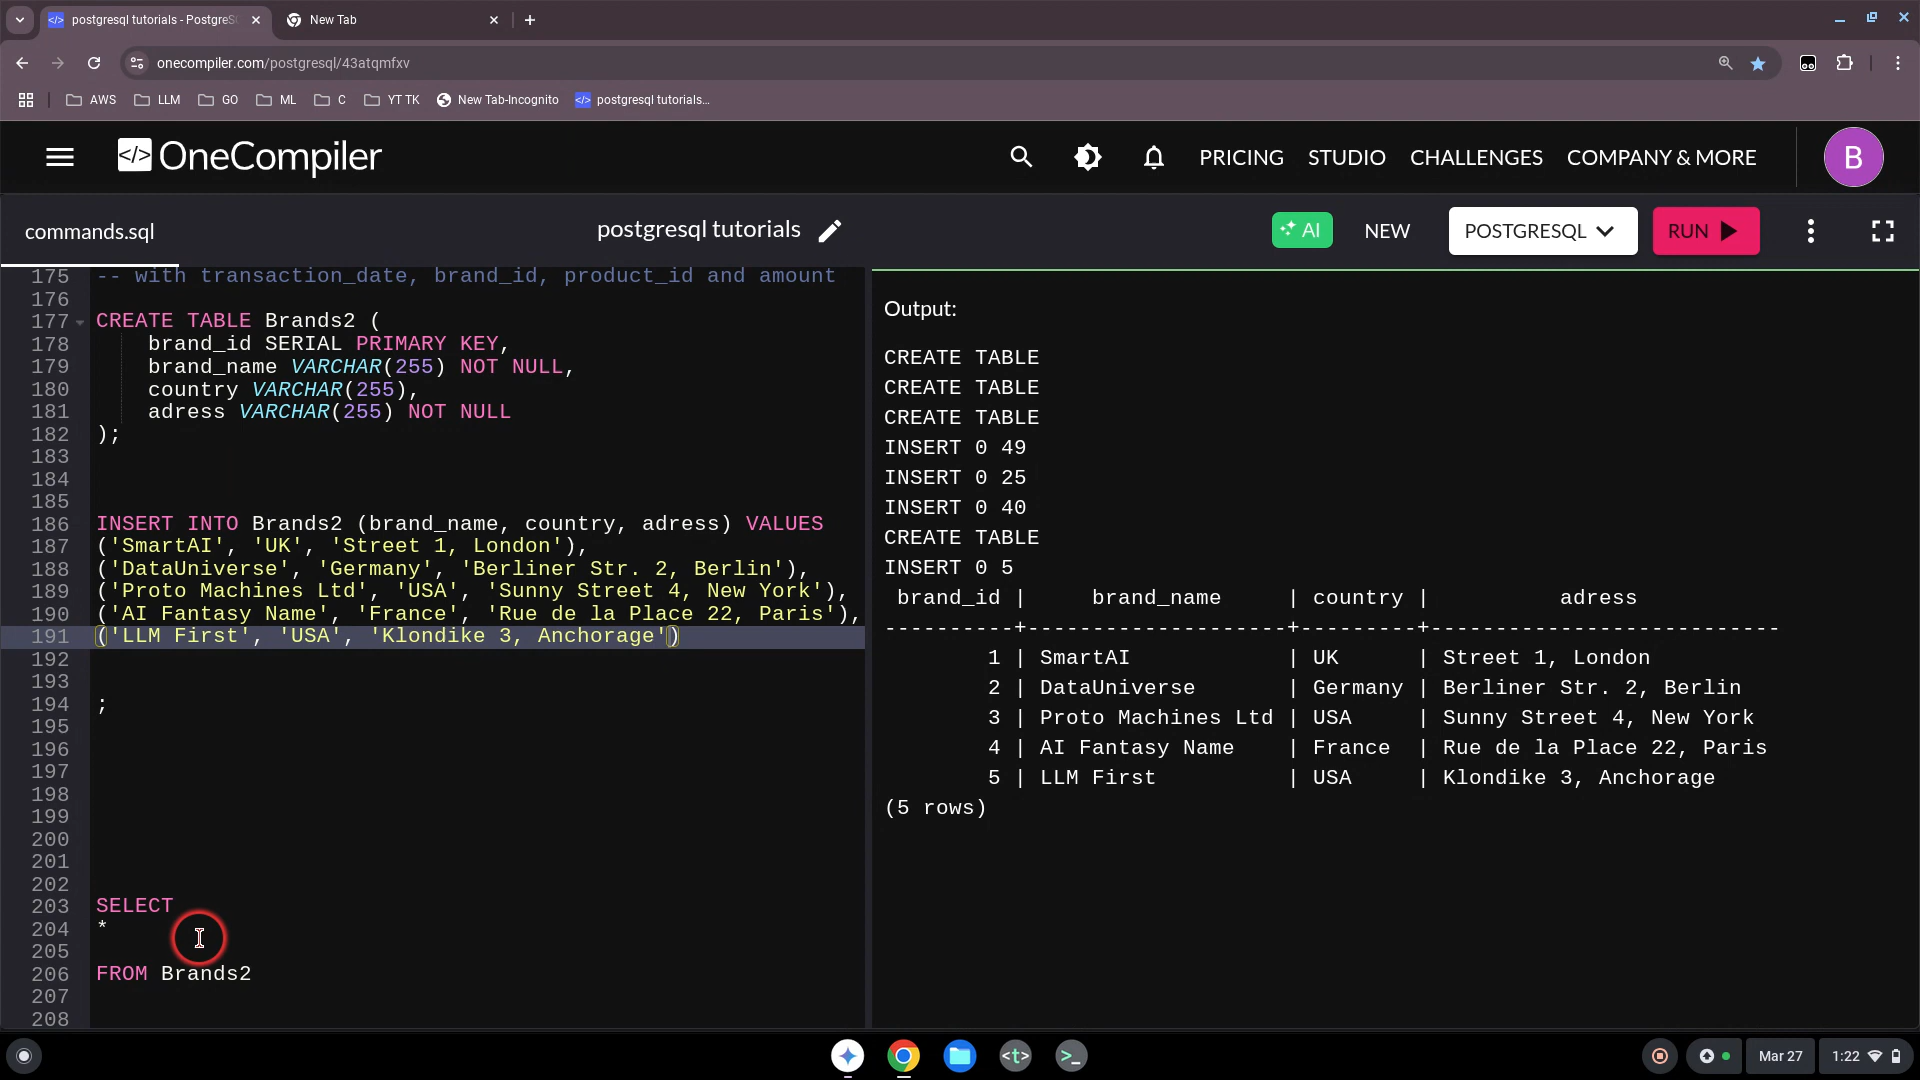 postgresql tutorials - PostgreS
New Tab
onecompiler.com/postgresql/43atqmfxv
AWS LLM GO ML C YT TK New Tab-Incognito postgresql tutorials...
OneCompiler PRICING STUDIO CHALLENGES COMPANY & MORE B
commands.sql
postgresql tutorials
AI NEW POSTGRESQL RUN
175 -- with transaction_date, brand_id, product_id and amount
176
177 CREATE TABLE Brands2 (
178 brand_id SERIAL PRIMARY KEY,
179 brand_name VARCHAR(255) NOT NULL,
180 country VARCHAR(255),
181 adress VARCHAR(255) NOT NULL
182 );
183
184
185
186 INSERT INTO Brands2 (brand_name, country, adress) VALUES
187 ('SmartAI', 'UK', 'Street 1, London'),
188 ('DataUniverse', 'Germany', 'Berliner Str. 2, Berlin'),
189 ('Proto Machines Ltd', 'USA', 'Sunny Street 4, New York'),
190 ('AI Fantasy Name', 'France', 'Rue de la Place 22, Paris'),
191 ('LLM First', 'USA', 'Klondike 3, Anchorage')
192
193
194 ;
195
196
197
198
199
200
201
202
203 SELECT
204 *
205
206 FROM Brands2
207
208
Output:
CREATE TABLE
CREATE TABLE
CREATE TABLE
INSERT 0 49
INSERT 0 25
INSERT 0 40
CREATE TABLE
INSERT 0 5
brand_id | brand_name | country | adress
----------+--------------------+---------+---------------------------
1 | SmartAI | UK | Street 1, London
2 | DataUniverse | Germany | Berliner Str. 2, Berlin
3 | Proto Machines Ltd | USA | Sunny Street 4, New York
4 | AI Fantasy Name | France | Rue de la Place 22, Paris
5 | LLM First | USA | Klondike 3, Anchorage
(5 rows)
<t> >_
Mar 27 1:22